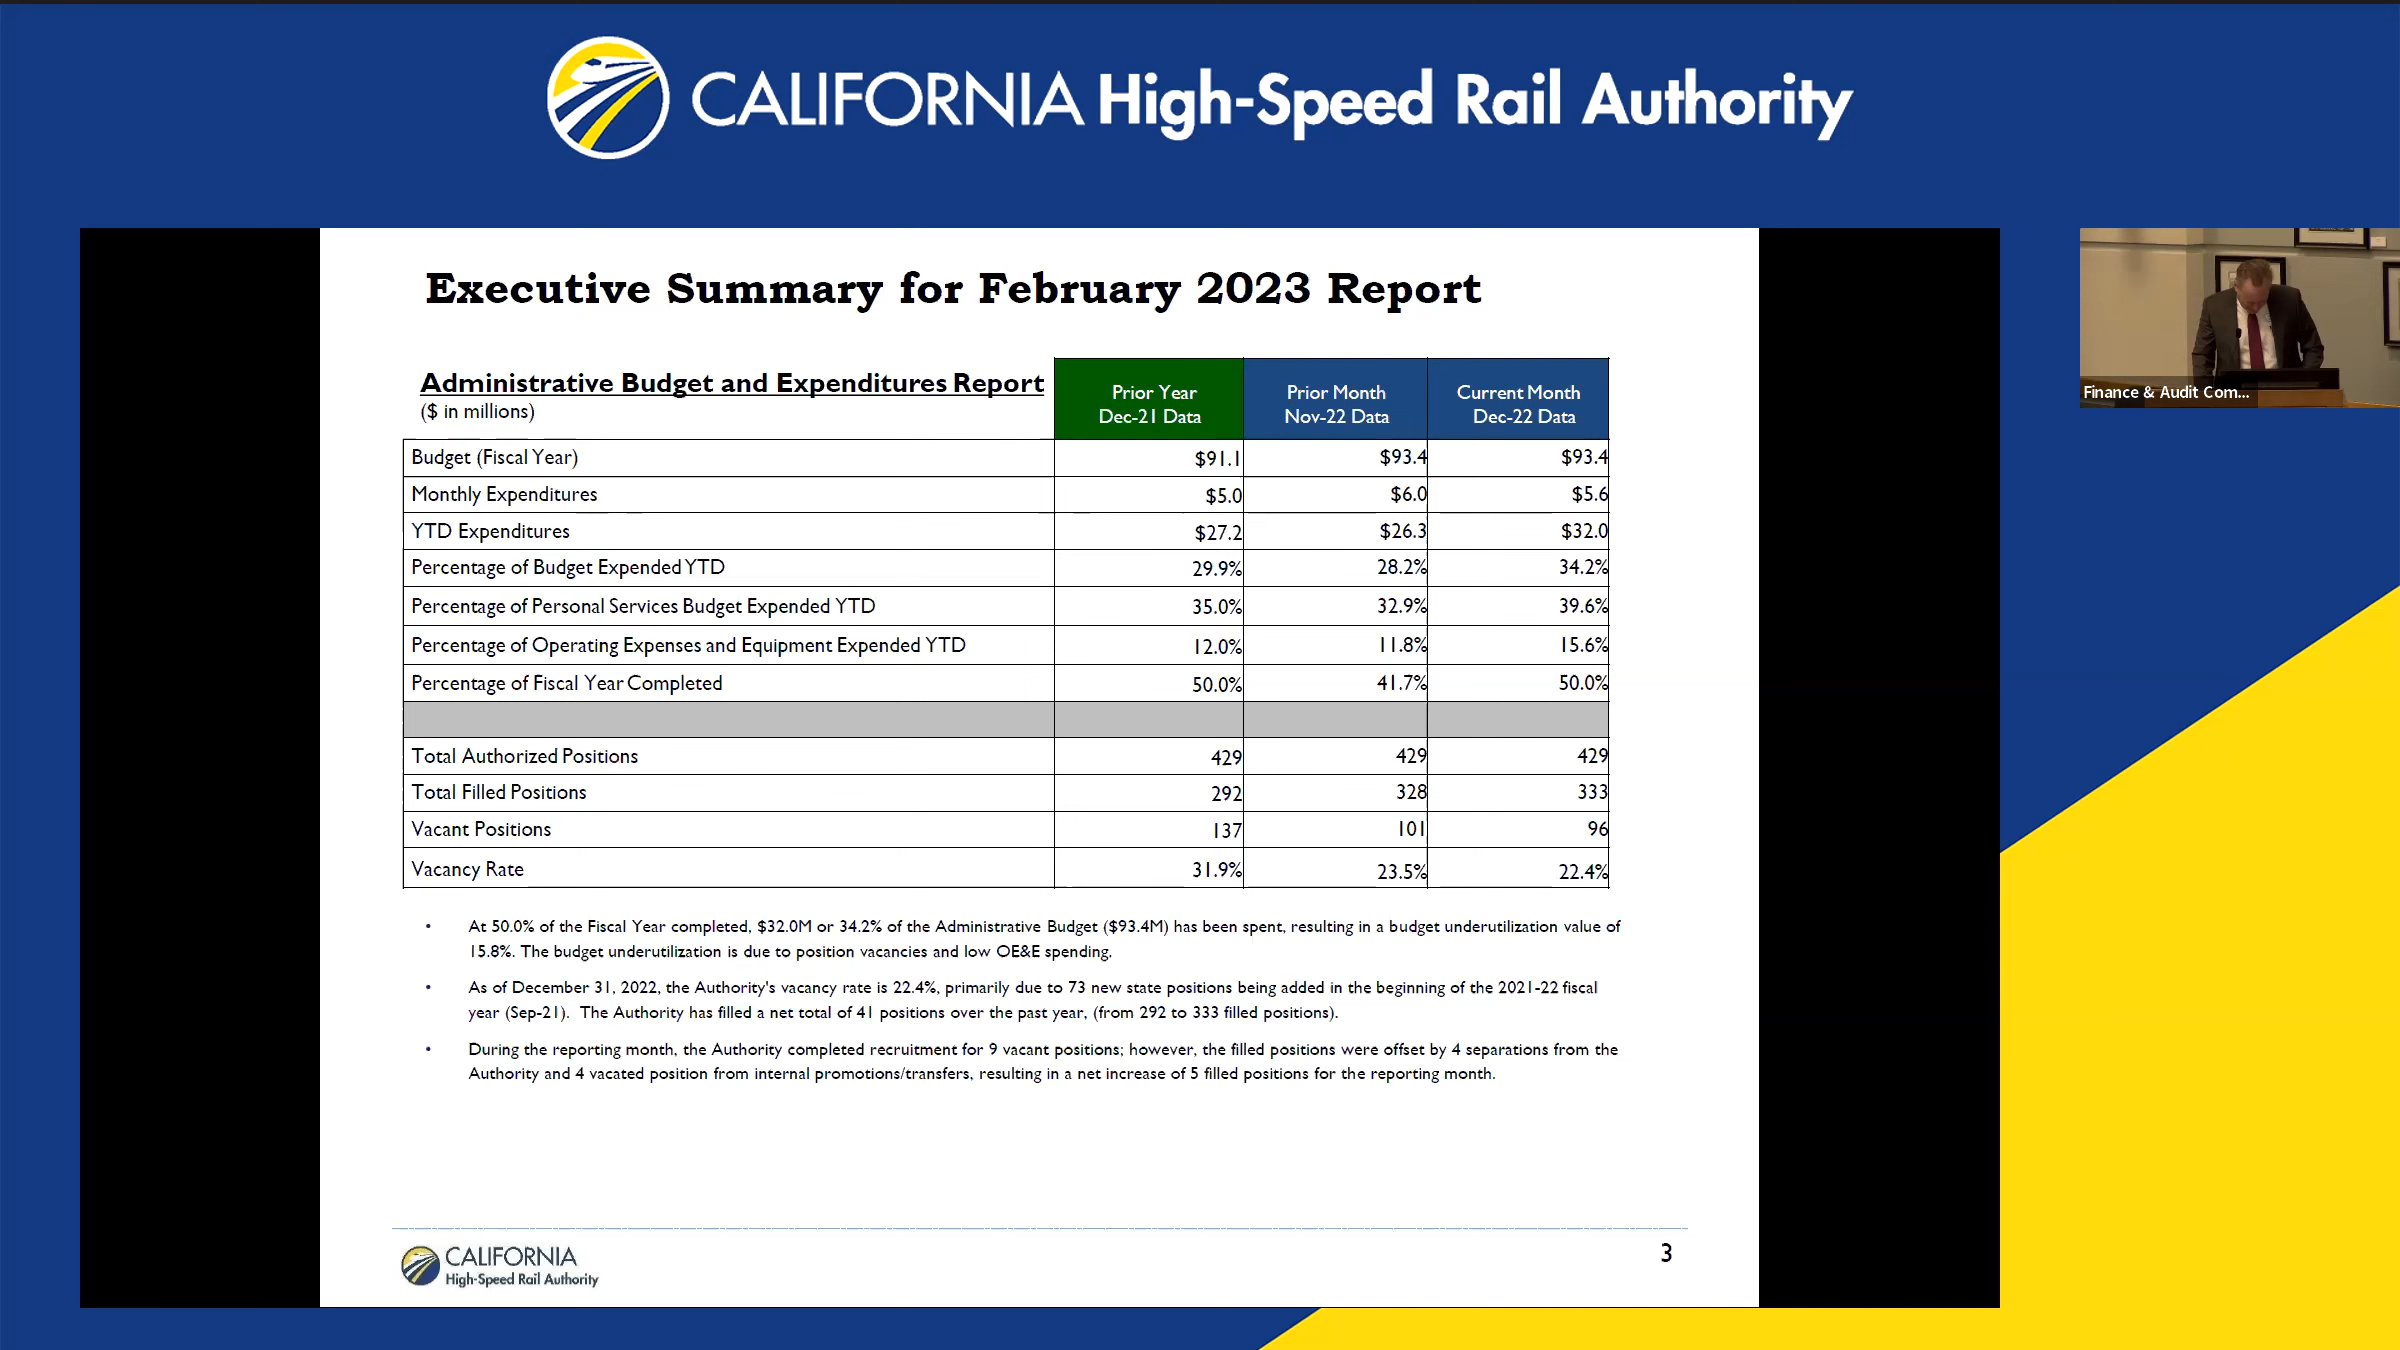 CALIFORNIA High-Speed Rail Authority
Executive Summary for February 2023 Report
Administrative Budget and Expenditures Report
($ in millions)
Prior Year
Dec-21 Data
Prior Month
Nov-22 Data
Current Month
Dec-22 Data
Budget (Fiscal Year) $91.1 $93.4 $93.4
Monthly Expenditures $5.0 $6.0 $5.6
YTD Expenditures $27.2 $26.3 $32.0
Percentage of Budget Expended YTD 29.9% 28.2% 34.2%
Percentage of Personal Services Budget Expended YTD 35.0% 32.9% 39.6%
Percentage of Operating Expenses and Equipment Expended YTD 12.0% 11.8% 15.6%
Percentage of Fiscal Year Completed 50.0% 41.7% 50.0%
Total Authorized Positions 429 429 429
Total Filled Positions 292 328 333
Vacant Positions 137 101 96
Vacancy Rate 31.9% 23.5% 22.4%
• At 50.0% of the Fiscal Year completed, $32.0M or 34.2% of the Administrative Budget ($93.4M) has been spent, resulting in a budget underutilization value of
15.8%. The budget underutilization is due to position vacancies and low OE&E spending.
• As of December 31, 2022, the Authority's vacancy rate is 22.4%, primarily due to 73 new state positions being added in the beginning of the 2021-22 fiscal
year (Sep-21). The Authority has filled a net total of 41 positions over the past year, (from 292 to 333 filled positions).
• During the reporting month, the Authority completed recruitment for 9 vacant positions; however, the filled positions were offset by 4 separations from the
Authority and 4 vacated position from internal promotions/transfers, resulting in a net increase of 5 filled positions for the reporting month.
CALIFORNIA
High-Speed Rail Authority
3
Finance & Audit Com...